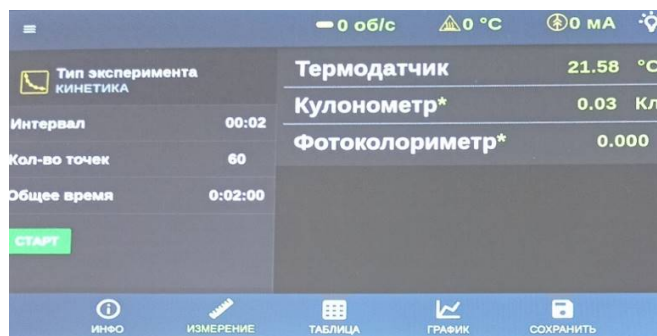 0 об/с 0 °C 0 мА
Тип эксперимента
КИНЕТИКА
Интервал 00:02
Кол-во точек 60
Общее время 0:02:00
СТАРТ
Термодатчик 21.58 °C
Кулонометр* 0.03 Кл
Фотоколориметр* 0.000
ИНФО ИЗМЕРЕНИЕ ТАБЛИЦА ГРАФИК СОХРАНИТЬ